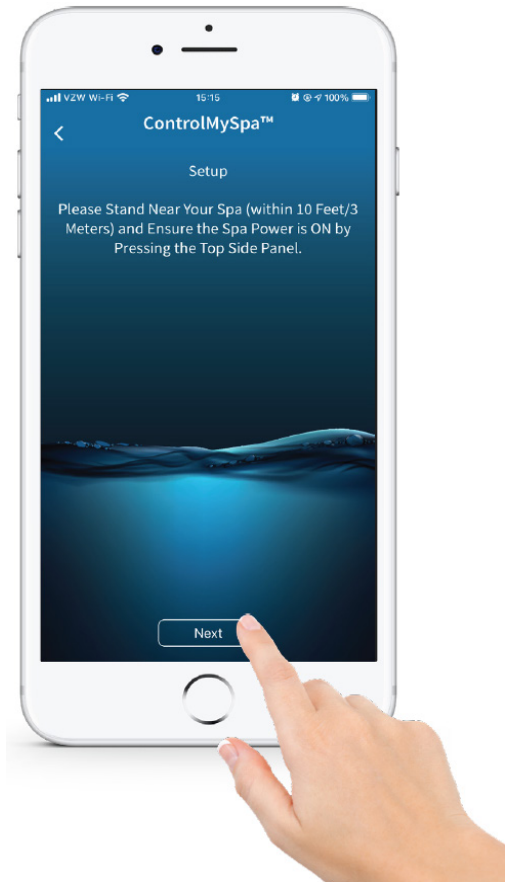 VZW Wi-Fi 15:15 100%
ControlMySpa™
Setup
Please Stand Near Your Spa (within 10 Feet/3
Meters) and Ensure the Spa Power is ON by
Pressing the Top Side Panel.
Next